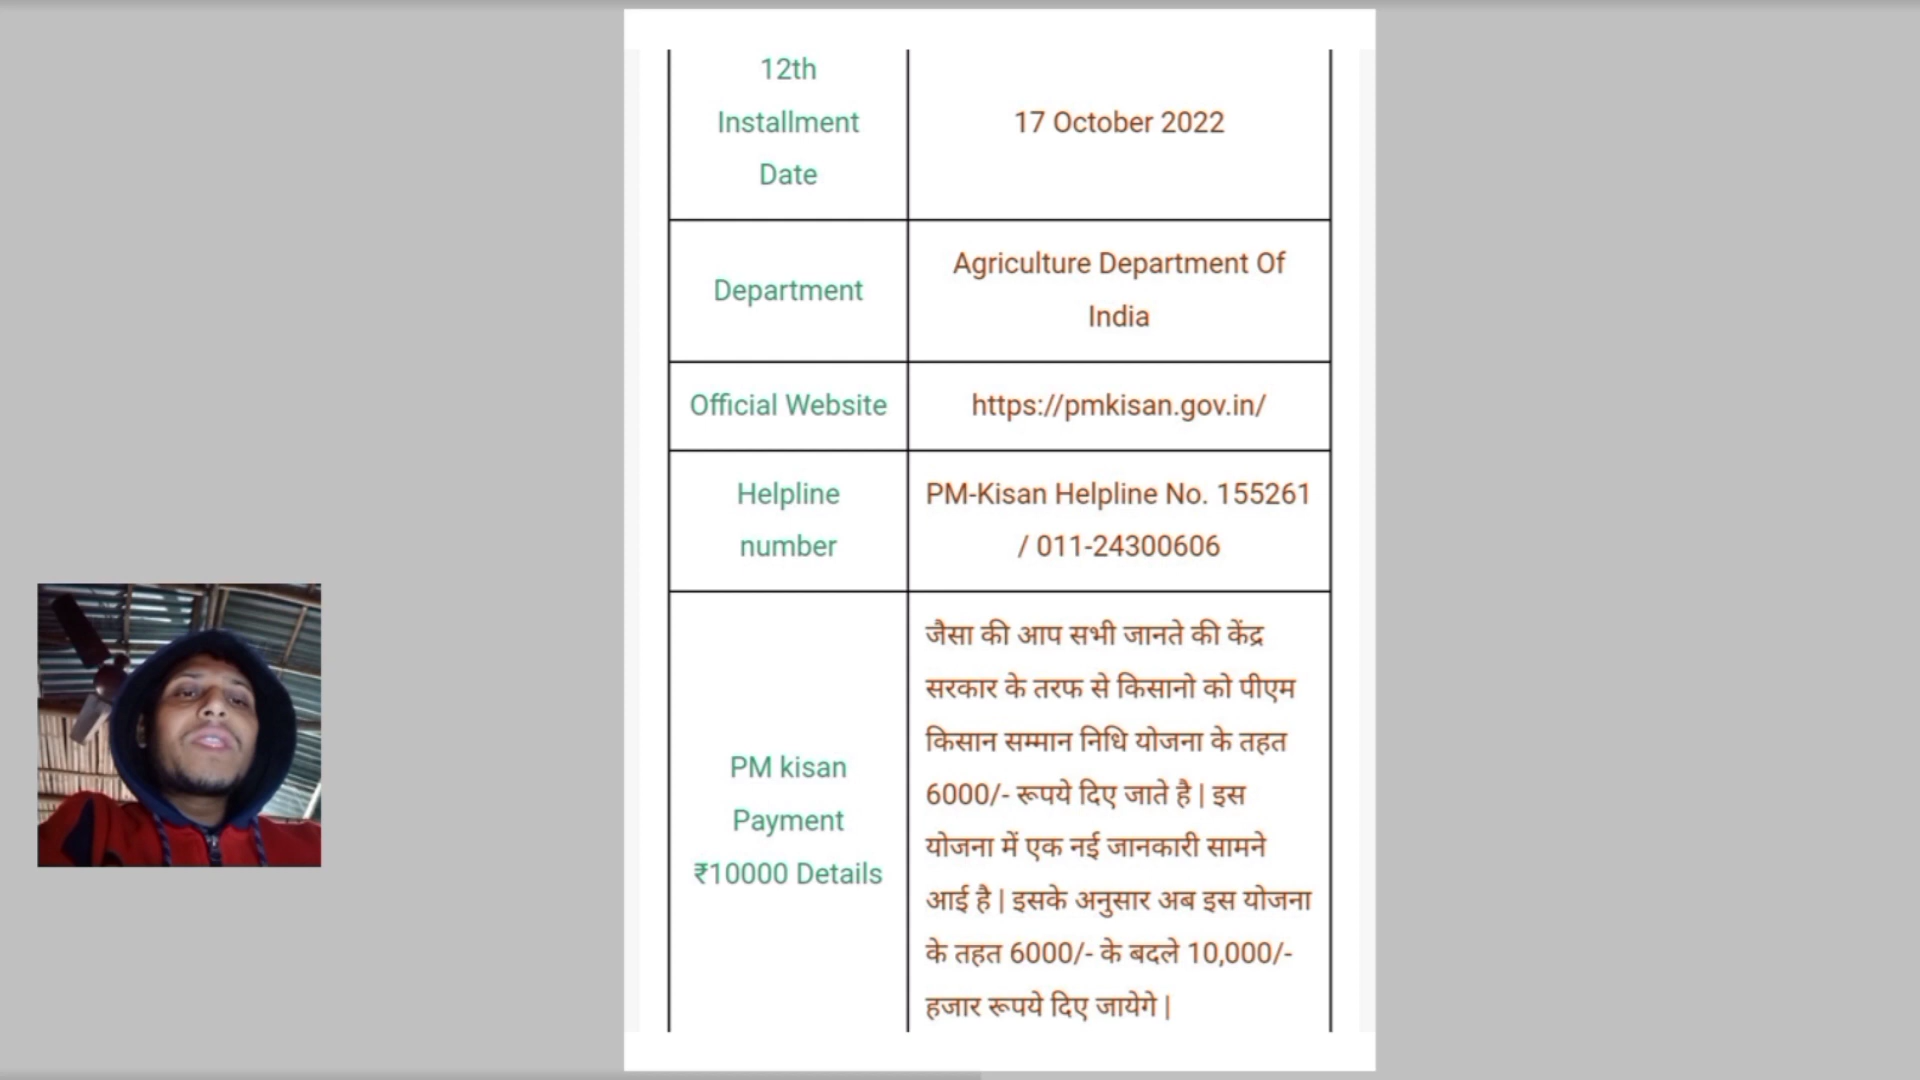 12th
Installment
Date
17 October 2022
Department
Agriculture Department Of
India
Official Website
https://pmkisan.gov.in/
Helpline
number
PM-Kisan Helpline No. 155261
/ 011-24300606
PM kisan
Payment
₹10000 Details
जैसा की आप सभी जानते की केंद्र
सरकार के तरफ से किसानो को पीएम
किसान सम्मान निधि योजना के तहत
6000/- रूपये दिए जाते है | इस
योजना में एक नई जानकारी सामने
आई है | इसके अनुसार अब इस योजना
के तहत 6000/- के बदले 10,000/-
हजार रूपये दिए जायेगे |